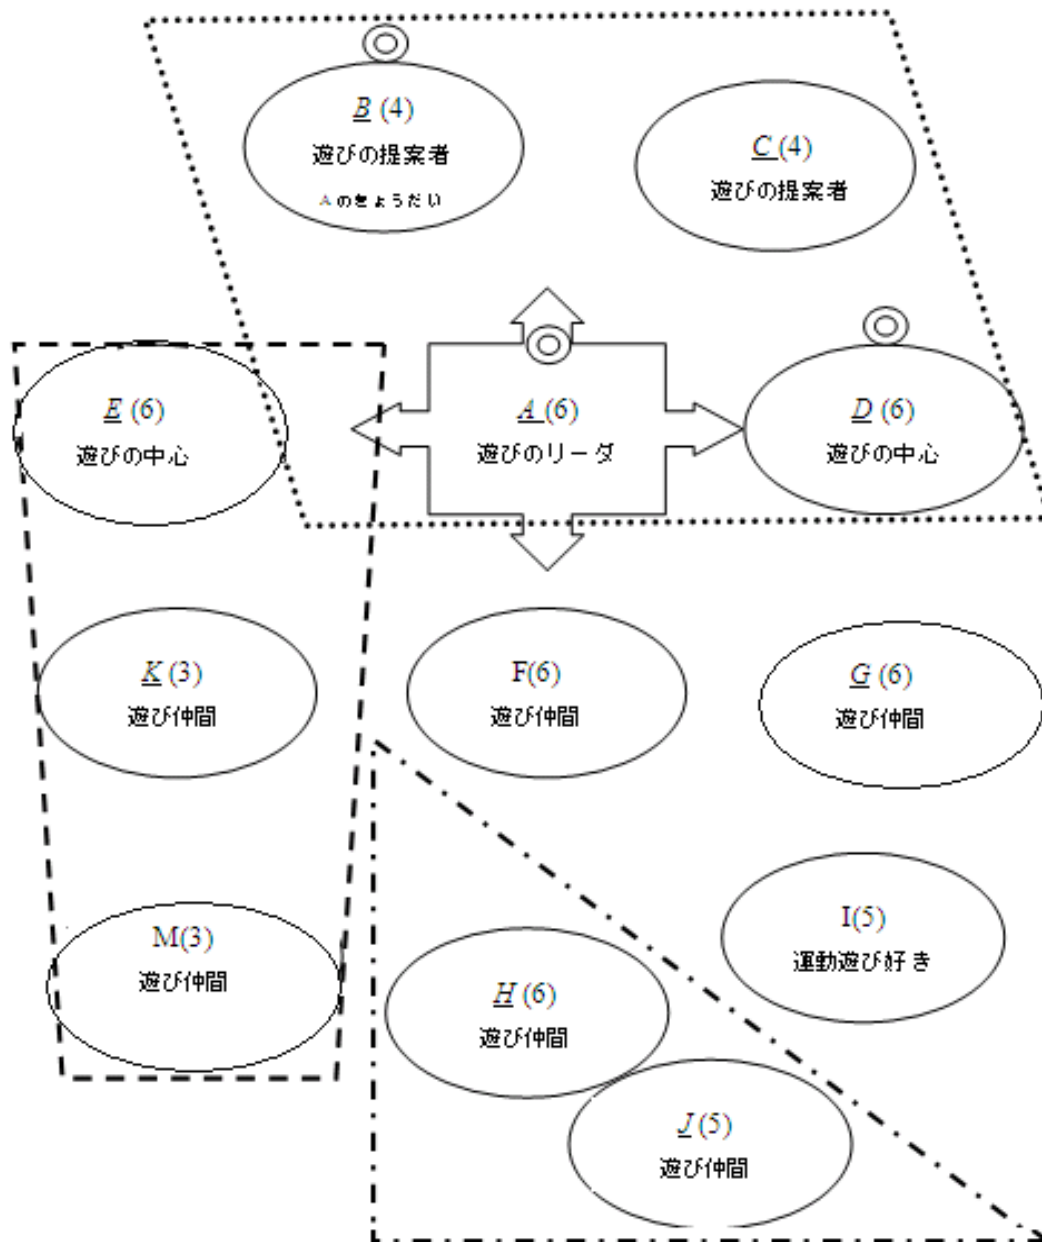 B (4)
遊びの提案者
Aのきょうだい
C (4)
遊びの提案者
E (6)
遊びの中心
A (6)
遊びのリーダ
D (6)
遊びの中心
K (3)
遊び仲間
F(6)
遊び仲間
G (6)
遊び仲間
M(3)
遊び仲間
H (6)
遊び仲間
I(5)
運動遊び好き
J (5)
遊び仲間